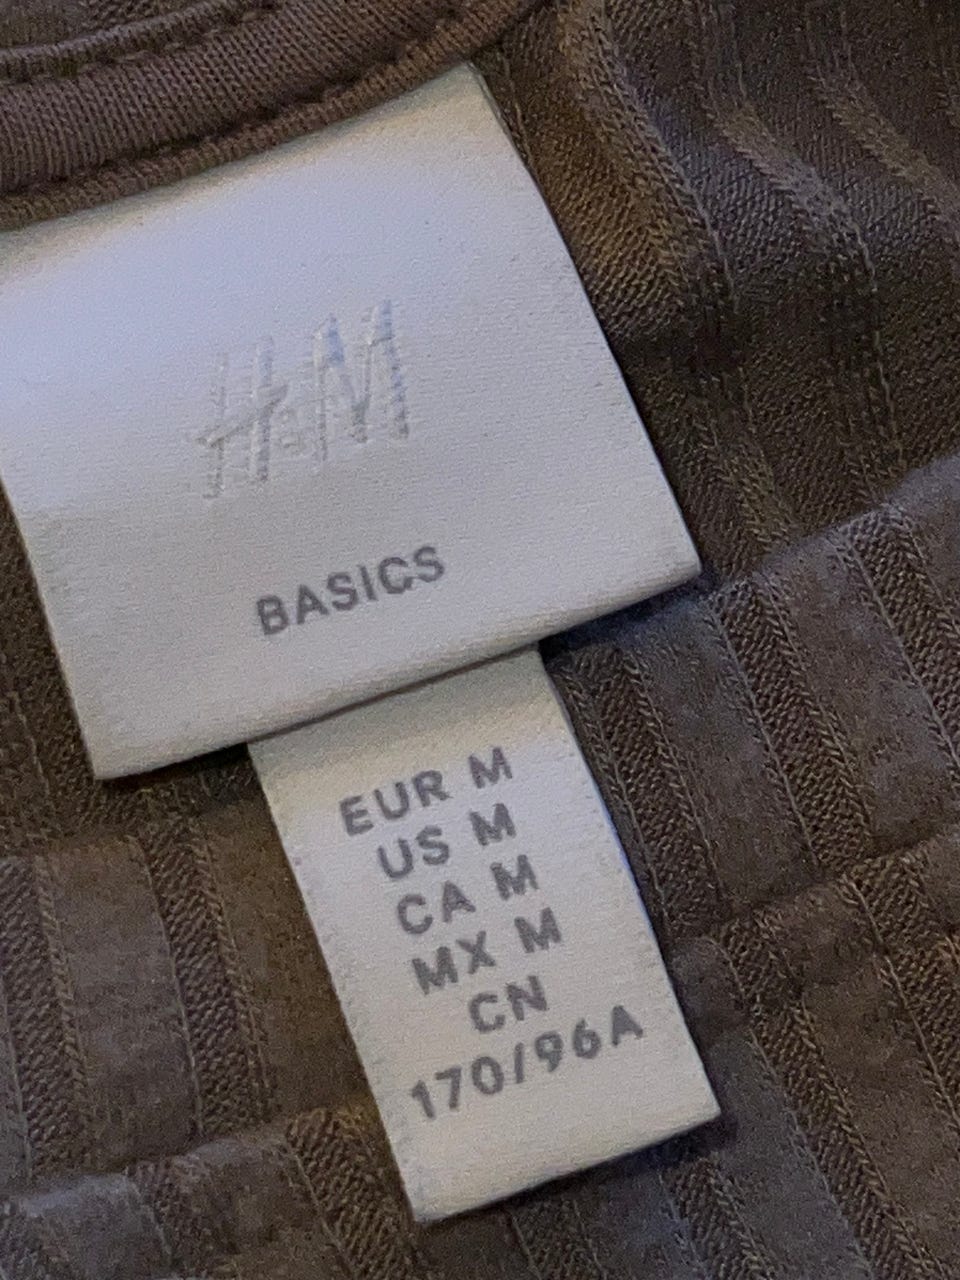 H&M
BASICS
EUR M
US M
CA M
MX M
CN
170/96A